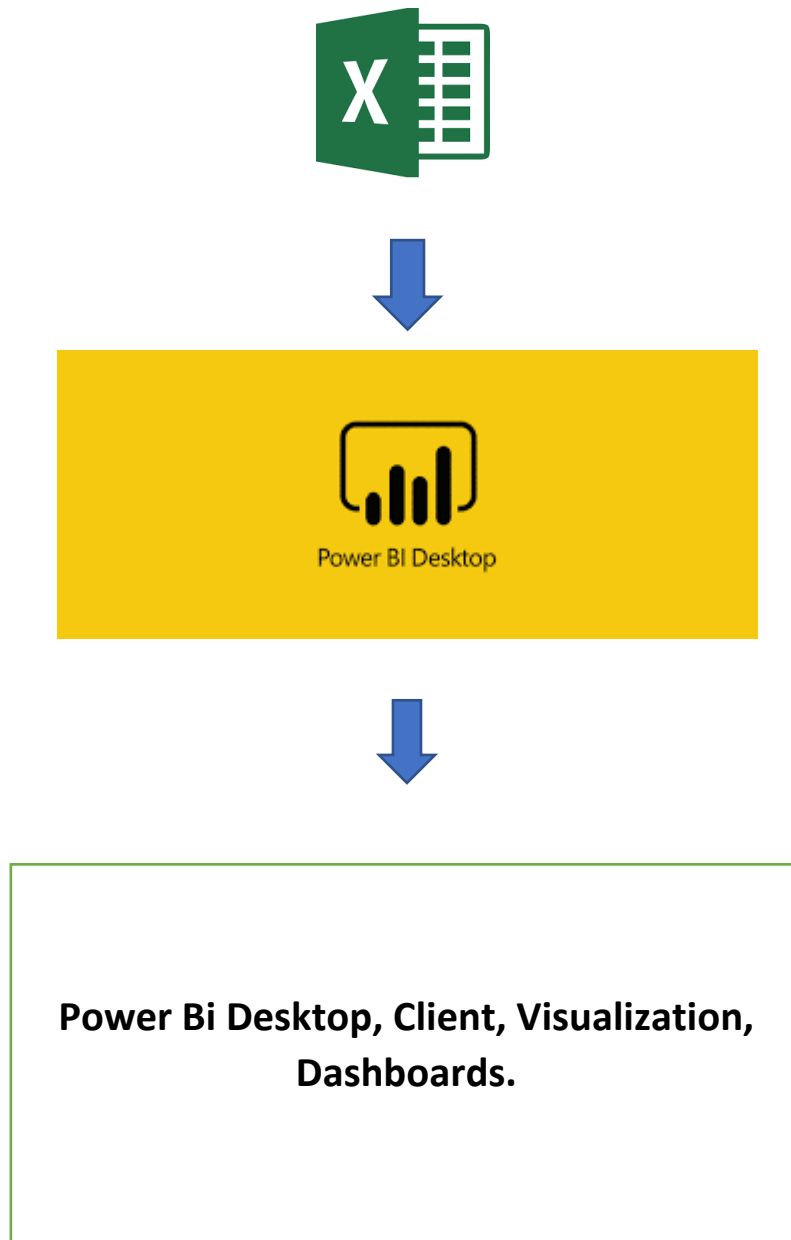 X
Power BI Desktop
Power Bi Desktop, Client, Visualization,
Dashboards.